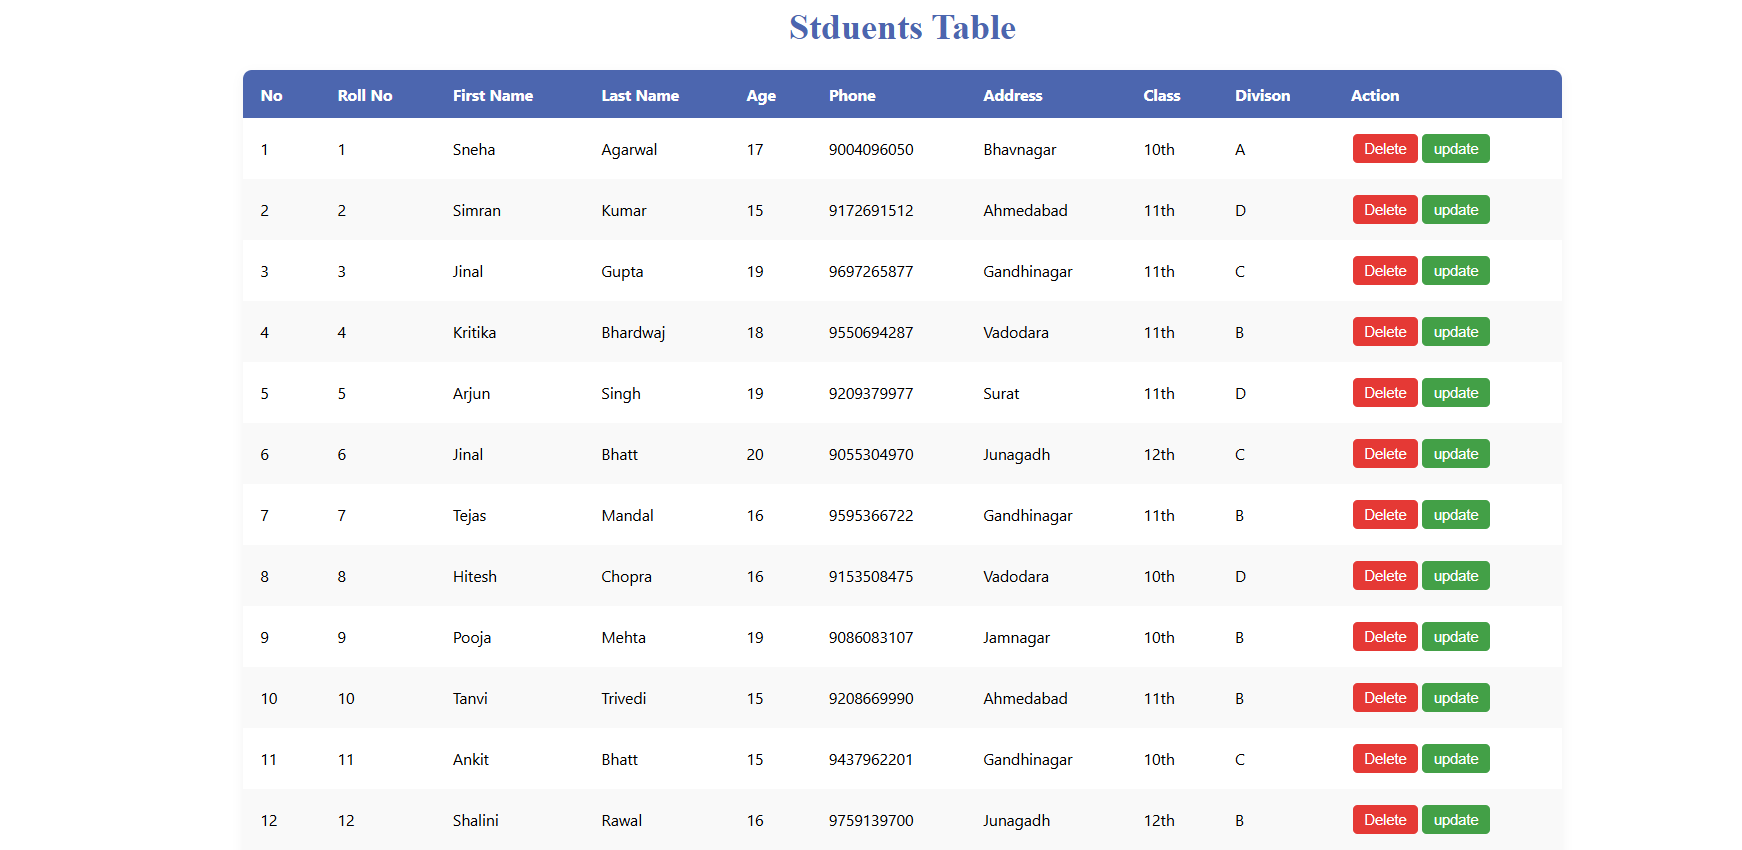 Stduents Table
No Roll No First Name Last Name Age Phone Address Class Divison Action
1 1 Sneha Agarwal 17 9004096050 Bhavnagar 10th A Delete update
2 2 Simran Kumar 15 9172691512 Ahmedabad 11th D Delete update
3 3 Jinal Gupta 19 9697265877 Gandhinagar 11th C Delete update
4 4 Kritika Bhardwaj 18 9550694287 Vadodara 11th B Delete update
5 5 Arjun Singh 19 9209379977 Surat 11th D Delete update
6 6 Jinal Bhatt 20 9055304970 Junagadh 12th C Delete update
7 7 Tejas Mandal 16 9595366722 Gandhinagar 11th B Delete update
8 8 Hitesh Chopra 16 9153508475 Vadodara 10th D Delete update
9 9 Pooja Mehta 19 9086083107 Jamnagar 10th B Delete update
10 10 Tanvi Trivedi 15 9208669990 Ahmedabad 11th B Delete update
11 11 Ankit Bhatt 15 9437962201 Gandhinagar 10th C Delete update
12 12 Shalini Rawal 16 9759139700 Junagadh 12th B Delete update